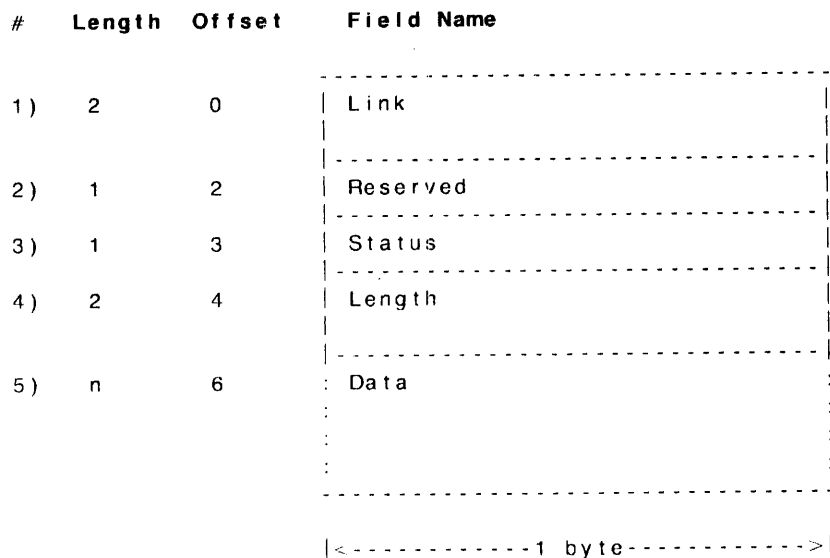 # Length Offset Field Name
1) 2 0 Link
2) 1 2 Reserved
3) 1 3 Status
4) 2 4 Length
5) n 6 Data
|<------------1 byte------------>|